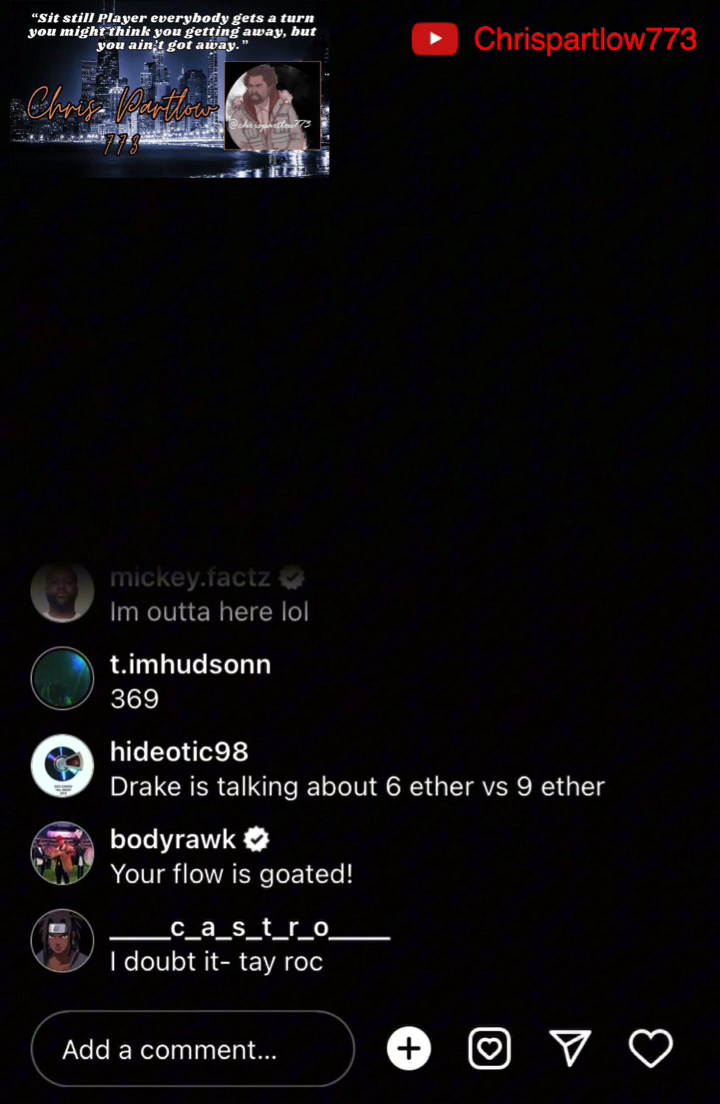 “Sit still Player everybody gets a turn
you might think you getting away, but
you ain't got away.”
Chrispartlow773
Chris Partlow
773
@chrispartlow773
mickey.factz
Im outta here lol
t.imhudsonn
369
hideotic98
Drake is talking about 6 ether vs 9 ether
bodyrawk
Your flow is goated!
____c_a_s_t_r_o____
I doubt it- tay roc
Add a comment...